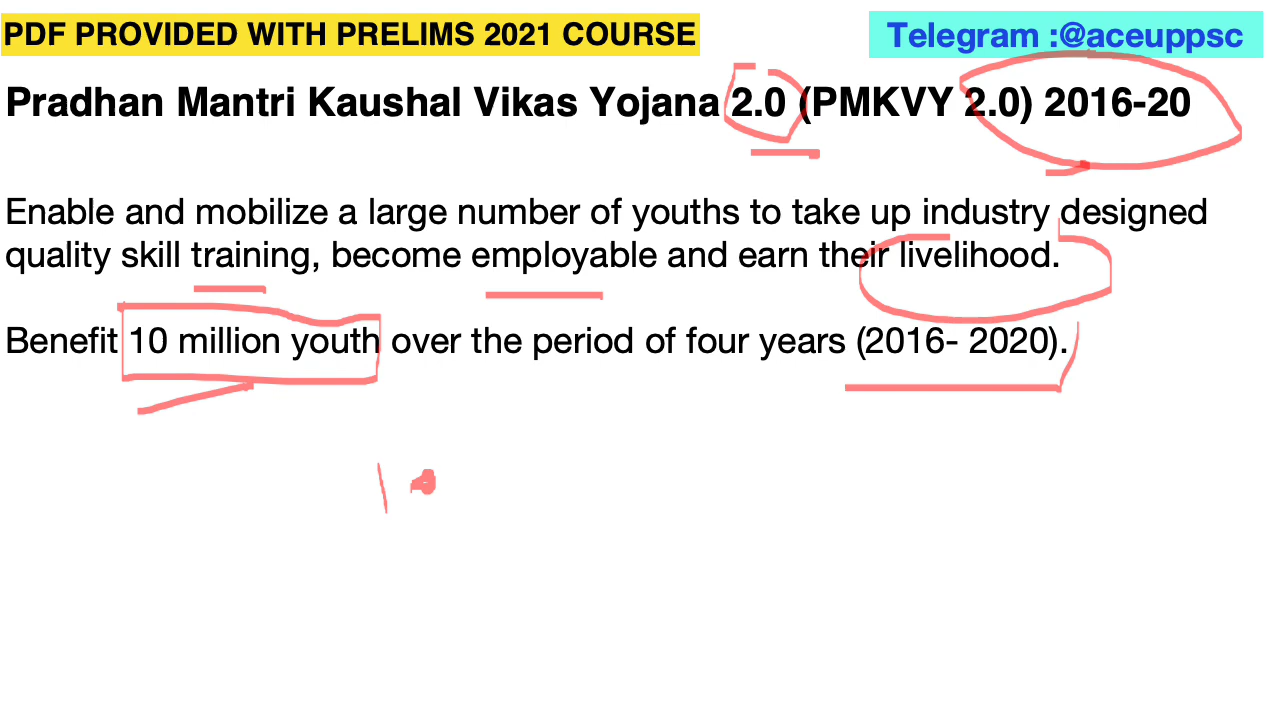 PDF PROVIDED WITH PRELIMS 2021 COURSE
Telegram :@aceuppsc
Pradhan Mantri Kaushal Vikas Yojana 2.0 (PMKVY 2.0) 2016-20
Enable and mobilize a large number of youths to take up industry designed
quality skill training, become employable and earn their livelihood.
Benefit 10 million youth over the period of four years (2016- 2020).